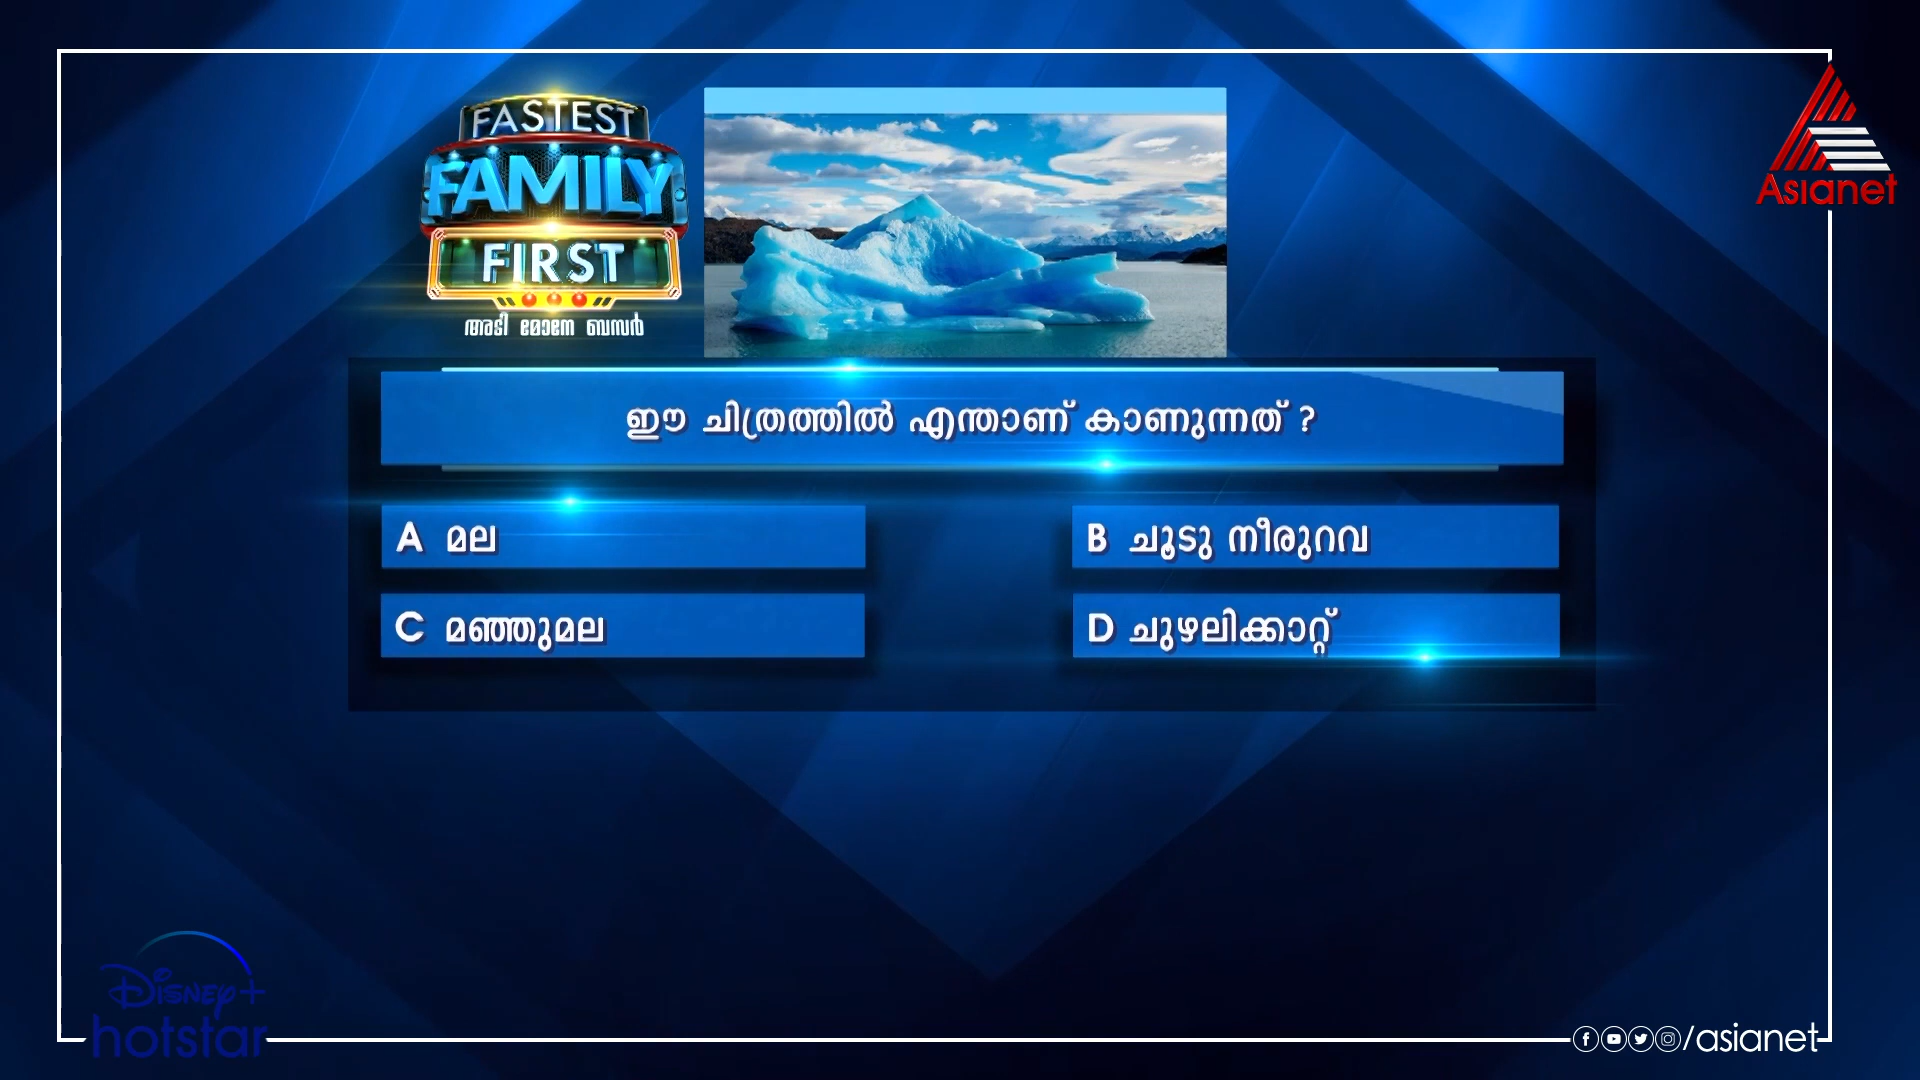 FASTEST
FAMILY
FIRST
അടി മോനേ ബസർ
Asianet
ഈ ചിത്രത്തിൽ എന്താണ് കാണുന്നത് ?
A മല
B ചൂടു നീരുറവ
C മഞ്ഞുമല
D ചുഴലിക്കാറ്റ്
Disney+
hotstar
/asianet